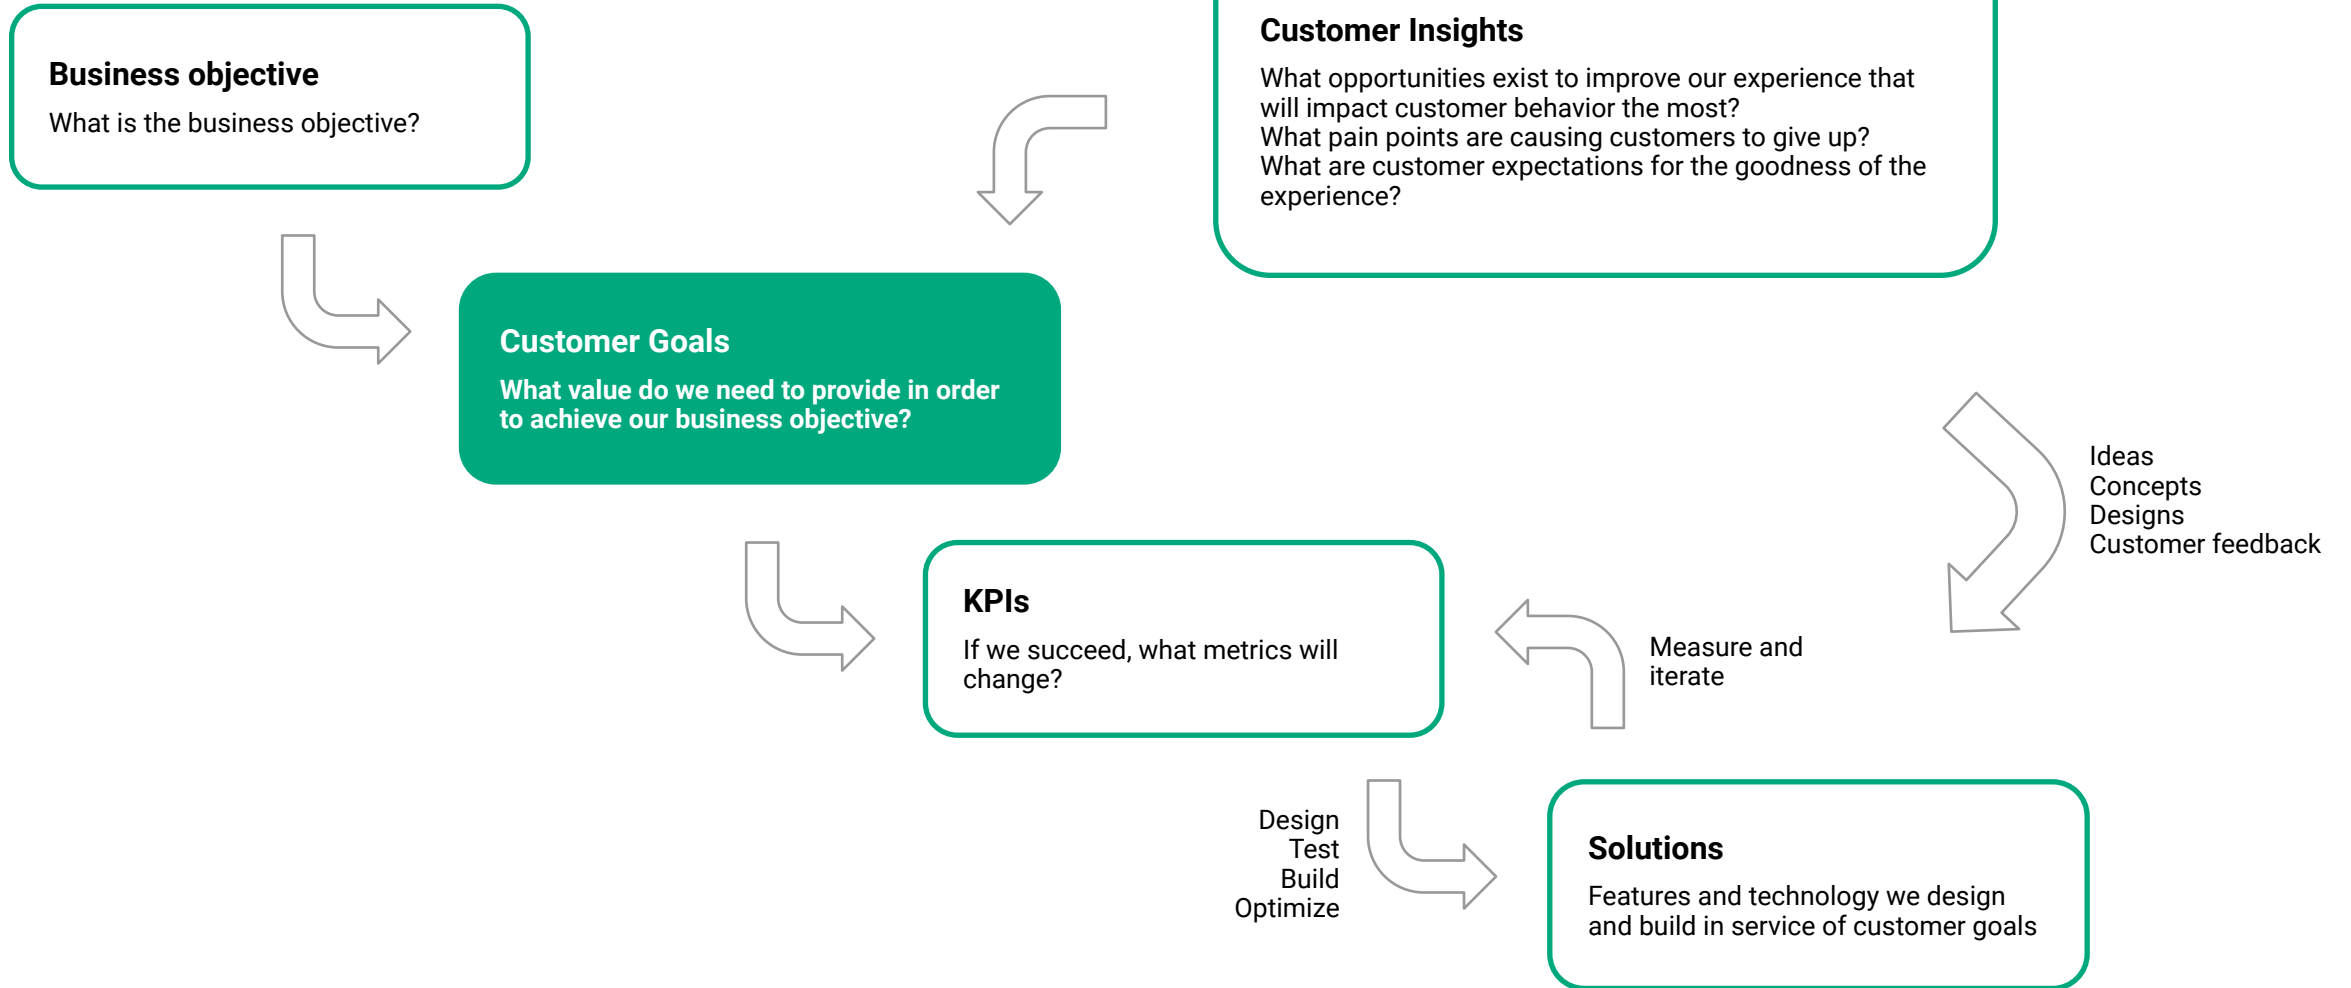 Business objective
What is the business objective?
Customer Insights
What opportunities exist to improve our experience that
will impact customer behavior the most?
What pain points are causing customers to give up?
What are customer expectations for the goodness of the
experience?
Customer Goals
What value do we need to provide in order
to achieve our business objective?
Ideas
Concepts
Designs
Customer feedback
KPIs
If we succeed, what metrics will
change?
Measure and
iterate
Design
Test
Build
Optimize
Solutions
Features and technology we design
and build in service of customer goals